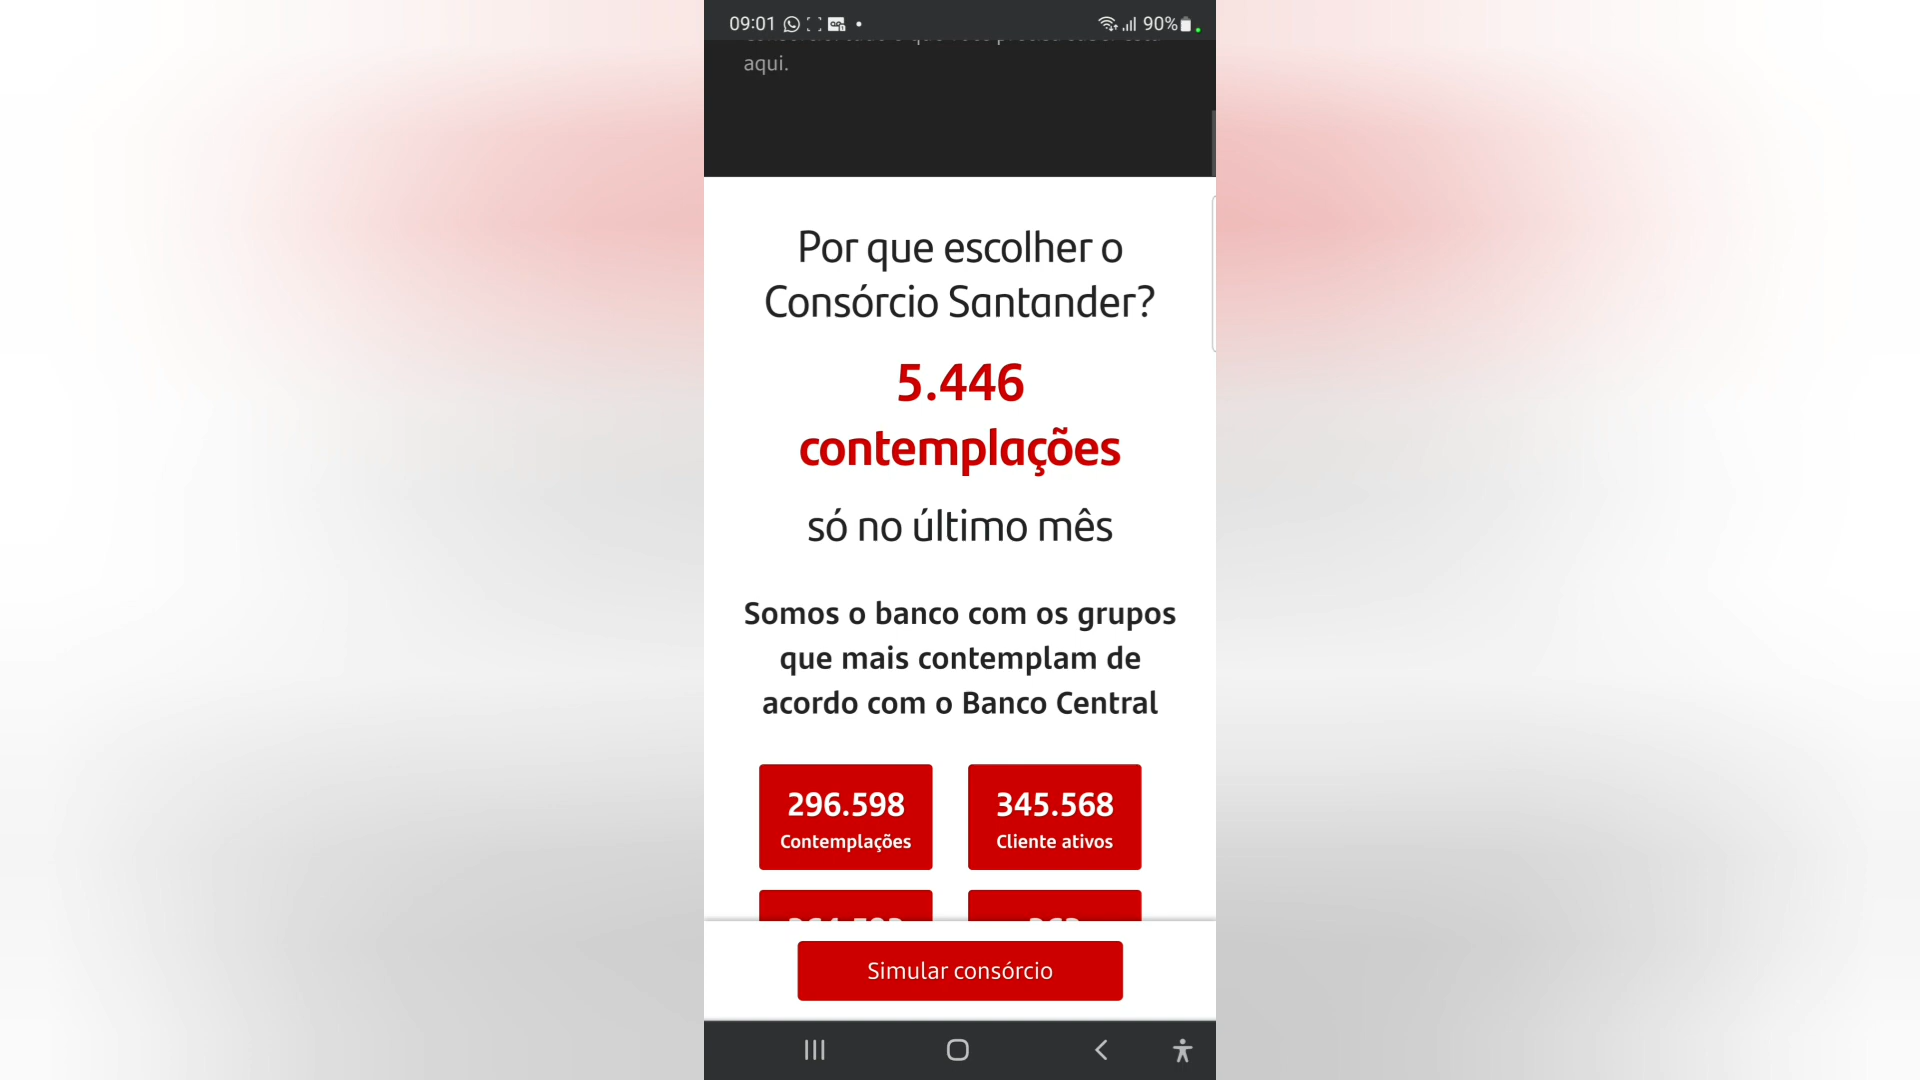 09:01
90%
aqui.
Por que escolher o
Consórcio Santander?
5.446
contemplações
só no último mês
Somos o banco com os grupos
que mais contemplam de
acordo com o Banco Central
296.598
Contemplações
345.568
Cliente ativos
Simular consórcio